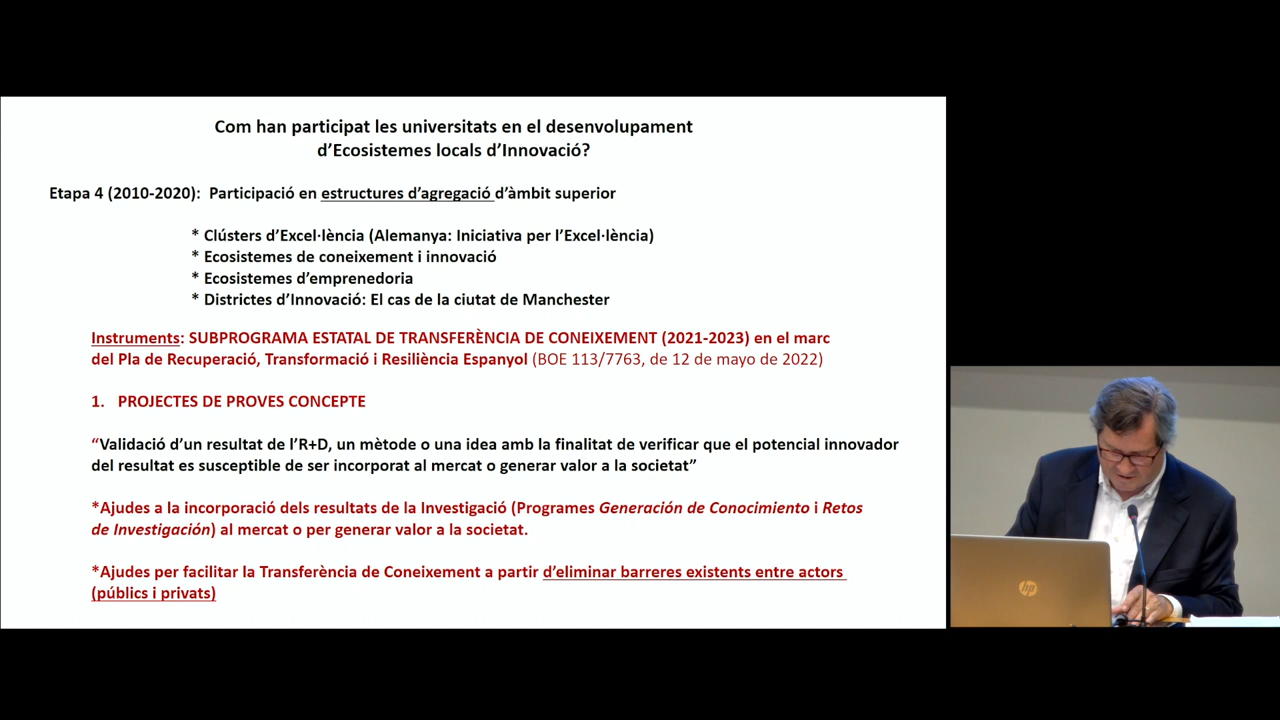 Com han participat les universitats en el desenvolupament
d’Ecosistemes locals d’Innovació?
Etapa 4 (2010-2020): Participació en estructures d’agregació d’àmbit superior
* Clústers d’Excel·lència (Alemanya: Iniciativa per l’Excel·lència)
* Ecosistemes de coneixement i innovació
* Ecosistemes d’emprenedoria
* Districtes d’Innovació: El cas de la ciutat de Manchester
Instruments: SUBPROGRAMA ESTATAL DE TRANSFERÈNCIA DE CONEIXEMENT (2021-2023) en el marc
del Pla de Recuperació, Transformació i Resiliència Espanyol (BOE 113/7763, de 12 de mayo de 2022)
1. PROJECTES DE PROVES CONCEPTE
“Validació d’un resultat de l’R+D, un mètode o una idea amb la finalitat de verificar que el potencial innovador
del resultat es susceptible de ser incorporat al mercat o generar valor a la societat”
*Ajudes a la incorporació dels resultats de la Investigació (Programes Generación de Conocimiento i Retos
de Investigación) al mercat o per generar valor a la societat.
*Ajudes per facilitar la Transferència de Coneixement a partir d’eliminar barreres existents entre actors
(públics i privats)
hp